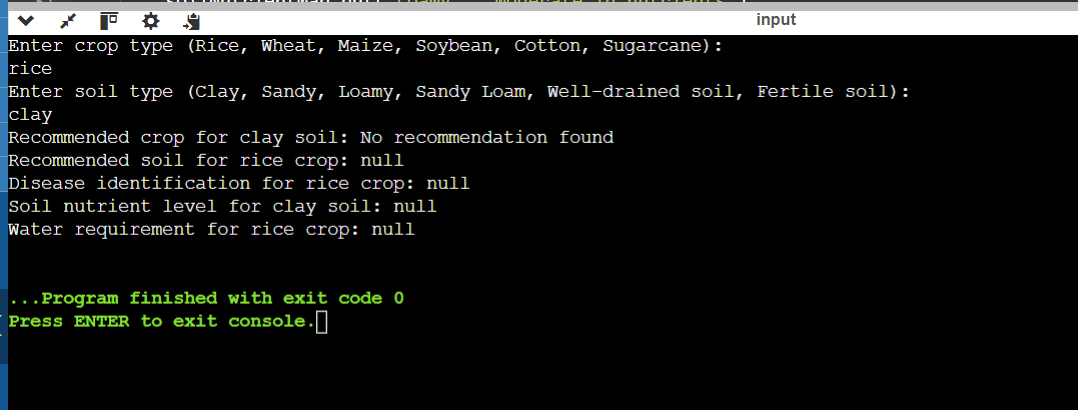 input
Enter crop type (Rice, Wheat, Maize, Soybean, Cotton, Sugarcane):
rice
Enter soil type (Clay, Sandy, Loamy, Sandy Loam, Well-drained soil, Fertile soil):
clay
Recommended crop for clay soil: No recommendation found
Recommended soil for rice crop: null
Disease identification for rice crop: null
Soil nutrient level for clay soil: null
Water requirement for rice crop: null
...Program finished with exit code 0
Press ENTER to exit console.